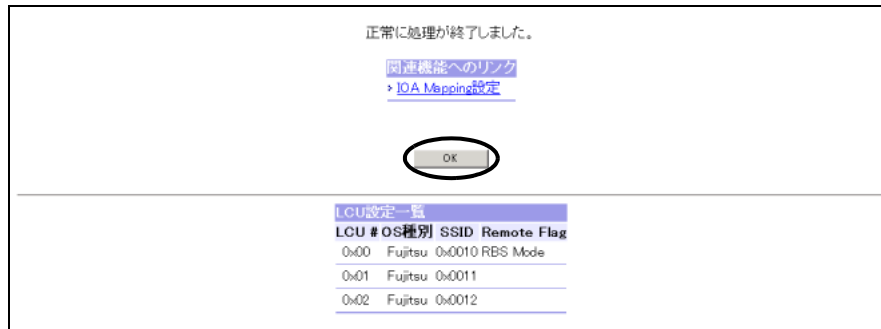 正常に処理が終了しました。
関連機能へのリンク
> IOA Mapping設定
OK
LCU設定一覧
LCU # OS種別 SSID Remote Flag
0x00 Fujitsu 0x0010 RBS Mode
0x01 Fujitsu 0x0011
0x02 Fujitsu 0x0012